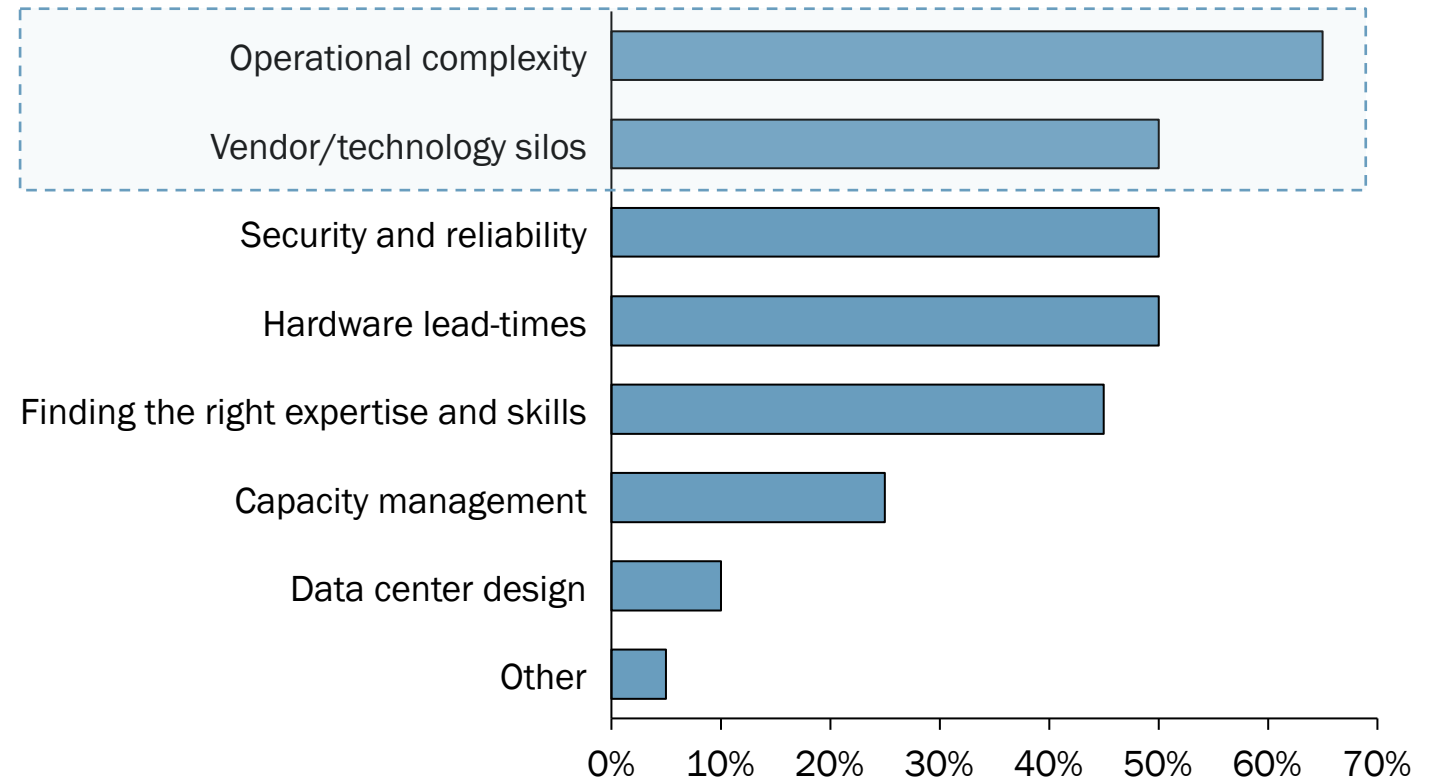 Operational complexity
Vendor/technology silos
Security and reliability
Hardware lead-times
Finding the right expertise and skills
Capacity management
Data center design
Other
0% 10% 20% 30% 40% 50% 60% 70%